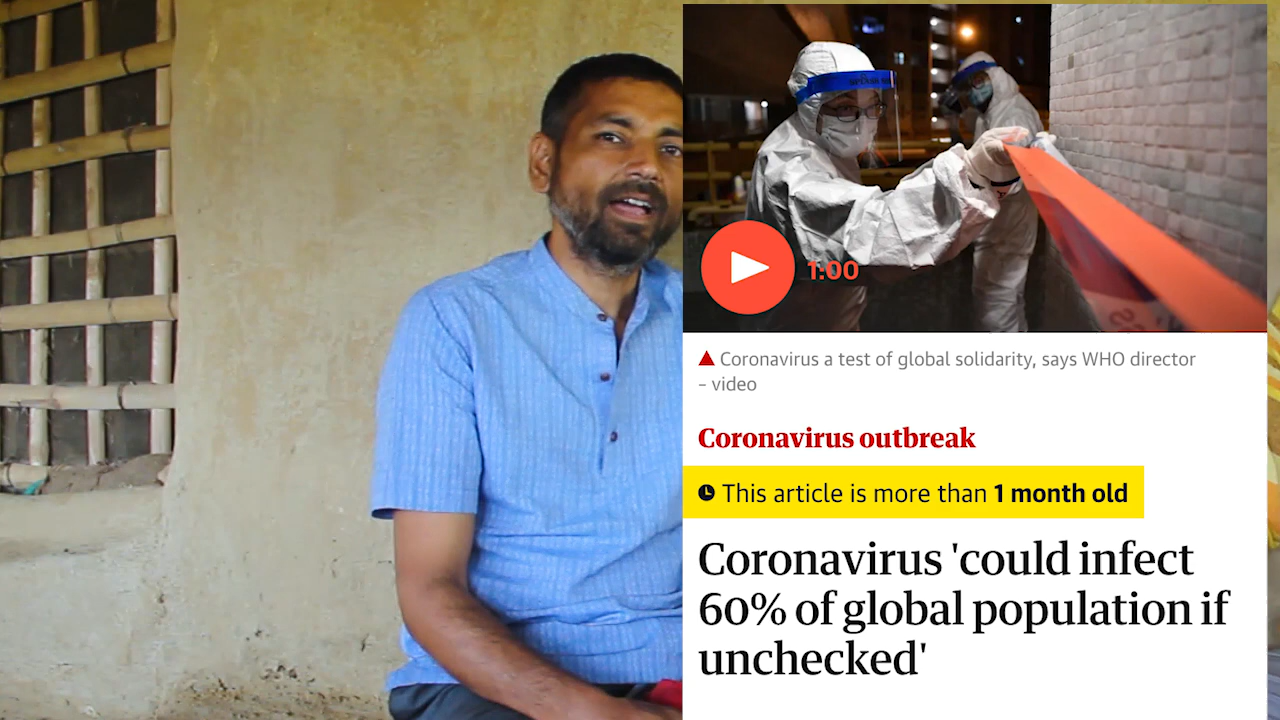 1:00
Coronavirus a test of global solidarity, says WHO director
– video
Coronavirus outbreak
This article is more than 1 month old
Coronavirus 'could infect
60% of global population if
unchecked'